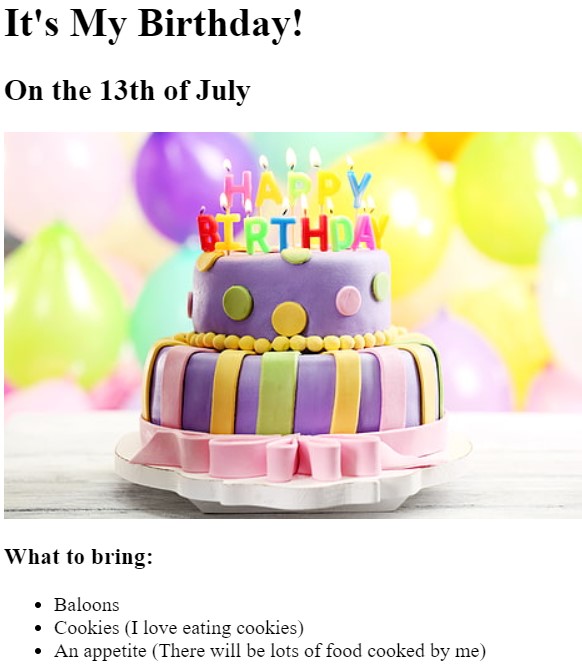 It's My Birthday!
On the 13th of July
HAPPY
BIRTHDAY
What to bring:
Baloons
Cookies (I love eating cookies)
An appetite (There will be lots of food cooked by me)